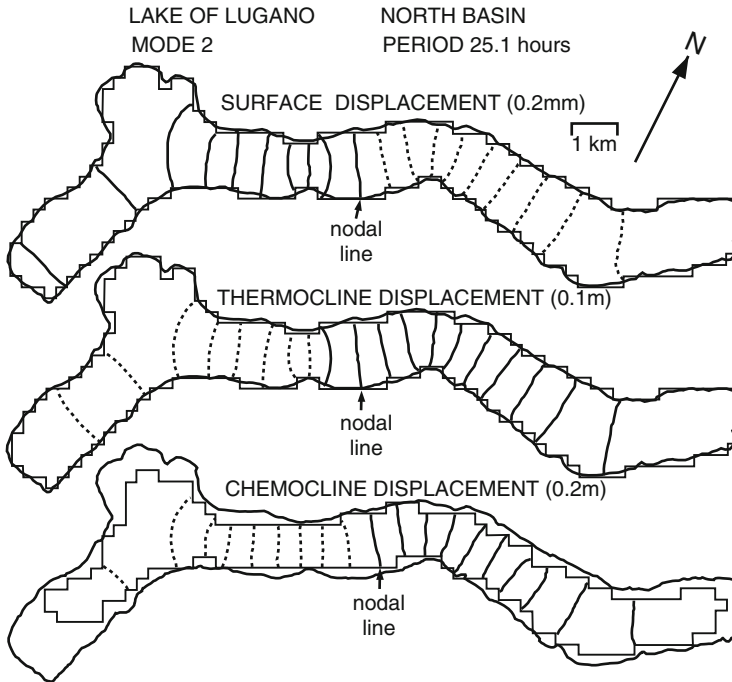 LAKE OF LUGANO NORTH BASIN
MODE 2 PERIOD 25.1 hours
N
SURFACE DISPLACEMENT (0.2mm)
1 km
nodal
line
THERMOCLINE DISPLACEMENT (0.1m)
nodal
line
CHEMOCLINE DISPLACEMENT (0.2m)
nodal
line